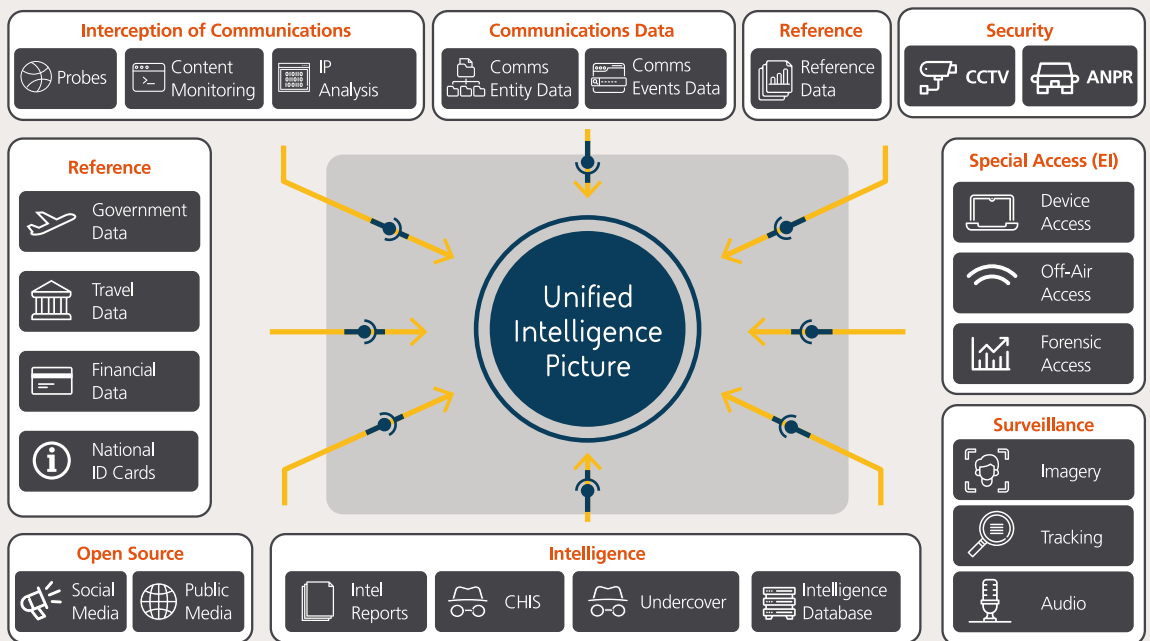 Interception of Communications
Probes
Content
Monitoring
IP
Analysis
Communications Data
Comms
Entity Data
Comms
Events Data
Reference
Reference
Data
Security
CCTV
ANPR
Reference
Government
Data
Travel
Data
Financial
Data
National
ID Cards
Unified
Intelligence
Picture
Special Access (EI)
Device
Access
Off-Air
Access
Forensic
Access
Surveillance
Imagery
Tracking
Audio
Open Source
Social
Media
Public
Media
Intelligence
Intel
Reports
CHIS
Undercover
Intelligence
Database